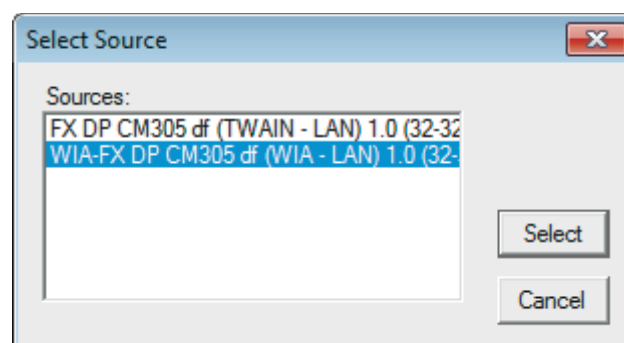 Select Source
Sources:
FX DP CM305 df (TWAIN - LAN) 1.0 (32-32
WIA-FX DP CM305 df (WIA - LAN) 1.0 (32-
Select
Cancel